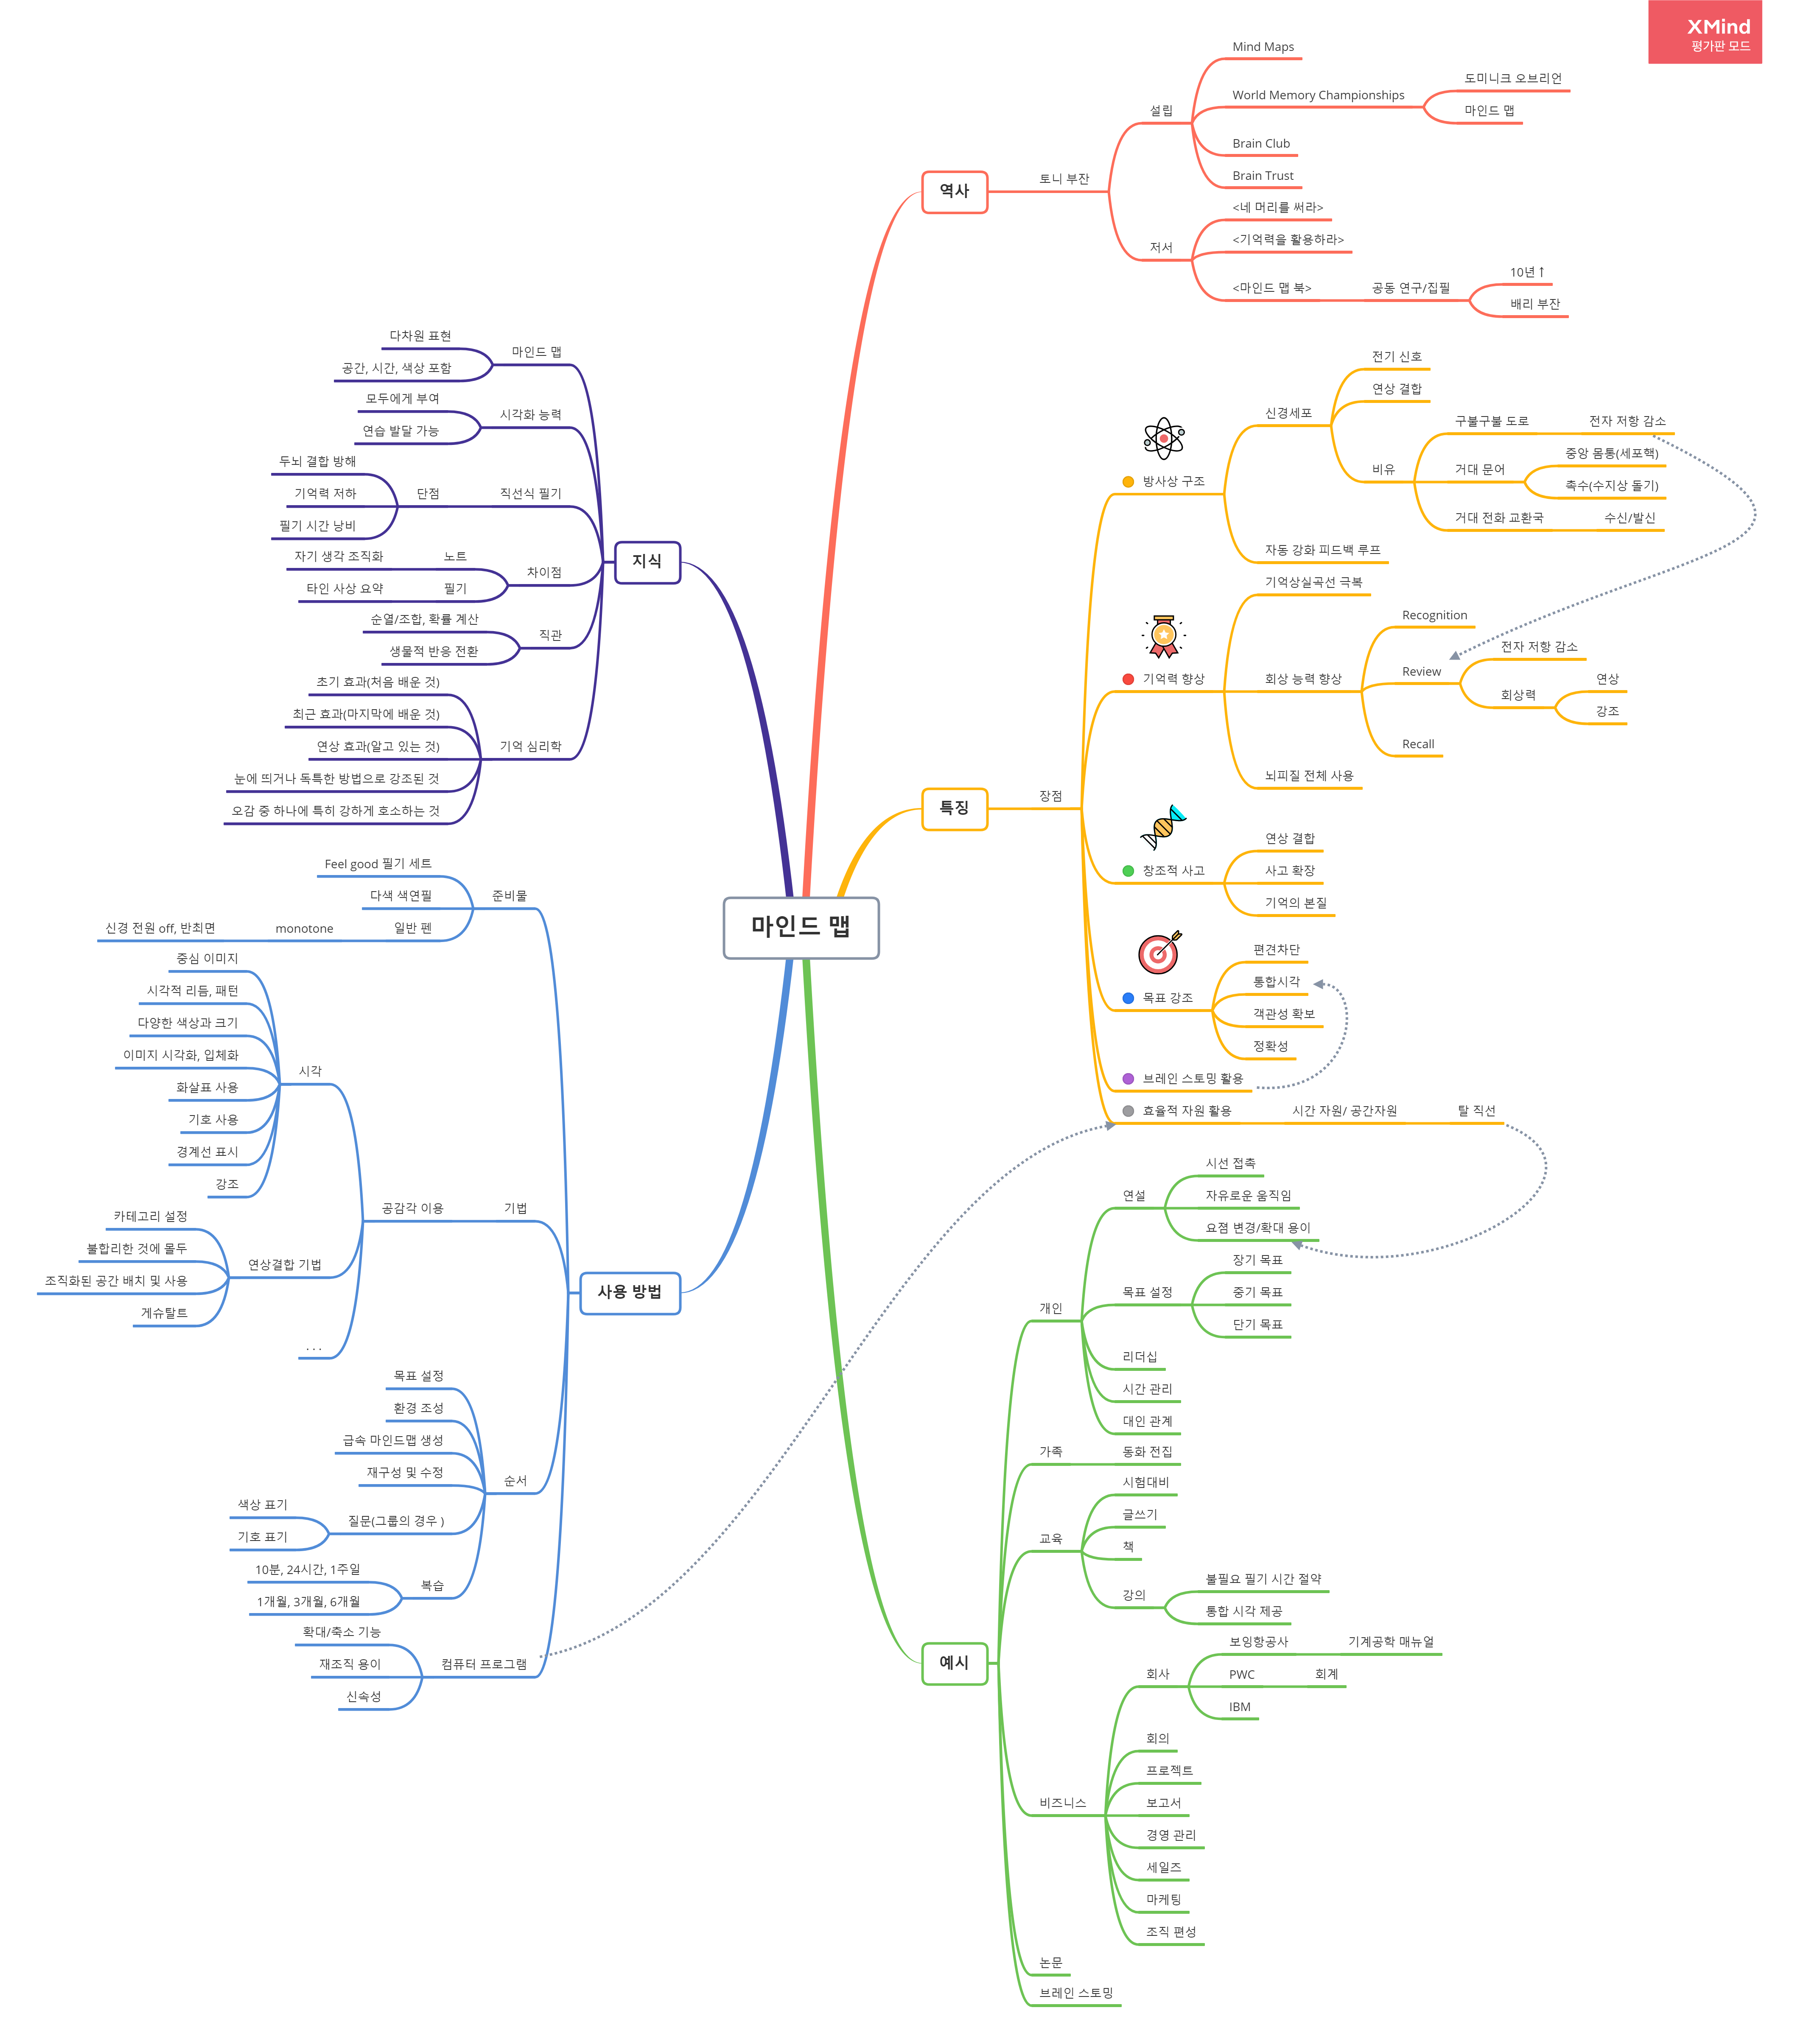 XMind
평가판 모드
마인드 맵
역사
토니 부잔
설립
Mind Maps
World Memory Championships
도미니크 오브리언
마인드 맵
Brain Club
Brain Trust
저서
<네 머리를 써라>
<기억력을 활용하라>
<마인드 맵 북>
공동 연구/집필
10년↑
배리 부잔
특징
장점
방사상 구조
신경세포
전기 신호
연상 결합
비유
구불구불 도로
전자 저항 감소
거대 문어
중앙 몸통(세포핵)
촉수(수지상 돌기)
거대 전화 교환국
수신/발신
자동 강화 피드백 루프
기억력 향상
기억상실곡선 극복
회상 능력 향상
Recognition
Review
전자 저항 감소
회상력
연상
강조
Recall
뇌피질 전체 사용
창조적 사고
연상 결합
사고 확장
기억의 본질
목표 강조
편견차단
통합시각
객관성 확보
정확성
브레인 스토밍 활용
효율적 자원 활용
시간 자원/ 공간자원
탈 직선
예시
개인
연설
시선 접촉
자유로운 움직임
요점 변경/확대 용이
목표 설정
장기 목표
중기 목표
단기 목표
리더십
시간 관리
대인 관계
가족
동화 전집
교육
시험대비
글쓰기
책
강의
불필요 필기 시간 절약
통합 시각 제공
비즈니스
회사
보잉항공사
기계공학 매뉴얼
PWC
회계
IBM
회의
프로젝트
보고서
경영 관리
세일즈
마케팅
조직 편성
논문
브레인 스토밍
지식
마인드 맵
다차원 표현
공간, 시간, 색상 포함
시각화 능력
모두에게 부여
연습 발달 가능
직선식 필기
단점
두뇌 결합 방해
기억력 저하
필기 시간 낭비
차이점
노트
자기 생각 조직화
필기
타인 사상 요약
직관
순열/조합, 확률 계산
생물적 반응 전환
기억 심리학
초기 효과(처음 배운 것)
최근 효과(마지막에 배운 것)
연상 효과(알고 있는 것)
눈에 띄거나 독특한 방법으로 강조된 것
오감 중 하나에 특히 강하게 호소하는 것
사용 방법
준비물
Feel good 필기 세트
다색 색연필
일반 펜
monotone
신경 전원 off, 반최면
기법
공감각 이용
시각
중심 이미지
시각적 리듬, 패턴
다양한 색상과 크기
이미지 시각화, 입체화
화살표 사용
기호 사용
경계선 표시
강조
연상결합 기법
카테고리 설정
불합리한 것에 몰두
조직화된 공간 배치 및 사용
게슈탈트
. . .
순서
목표 설정
환경 조성
급속 마인드맵 생성
재구성 및 수정
질문(그룹의 경우 )
색상 표기
기호 표기
복습
10분, 24시간, 1주일
1개월, 3개월, 6개월
컴퓨터 프로그램
확대/축소 기능
재조직 용이
신속성